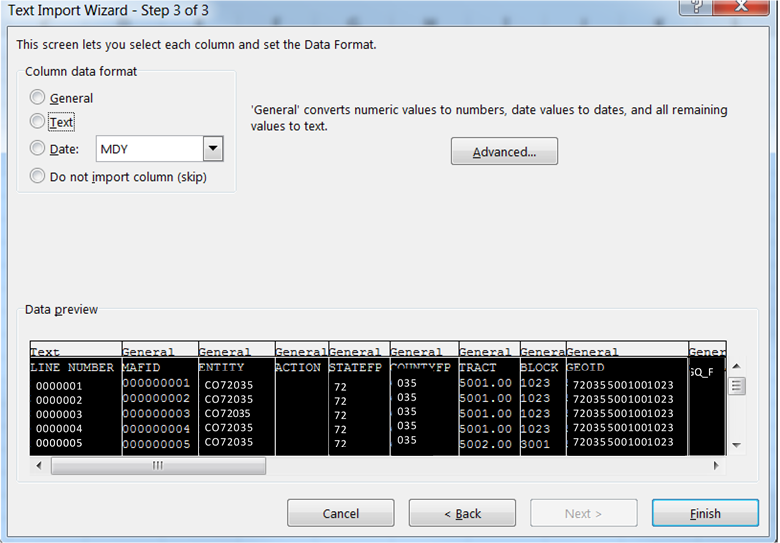 Text Import Wizard - Step 3 of 3
?
X
This screen lets you select each column and set the Data Format.
Column data format
General
Text
Date: MDY
Do not import column (skip)
'General' converts numeric values to numbers, date values to dates, and all remaining
values to text.
Advanced...
Data preview
Text General General General General General General General General Gener
LINE NUMBER MAFID ENTITY ACTION STATEFP COUNTYFP TRACT BLOCK GEOID SQ_F
0000001 000000001 CO72035 72 035 5001.00 1023 720355001001023
0000002 000000002 CO72035 72 035 5001.00 1023 720355001001023
0000003 000000003 CO72035 72 035 5001.00 1023 720355001001023
0000004 000000004 CO72035 72 035 5001.00 1023 720355001001023
0000005 000000005 CO72035 72 035 5002.00 3001 720355001001023
Cancel
< Back
Next >
Finish